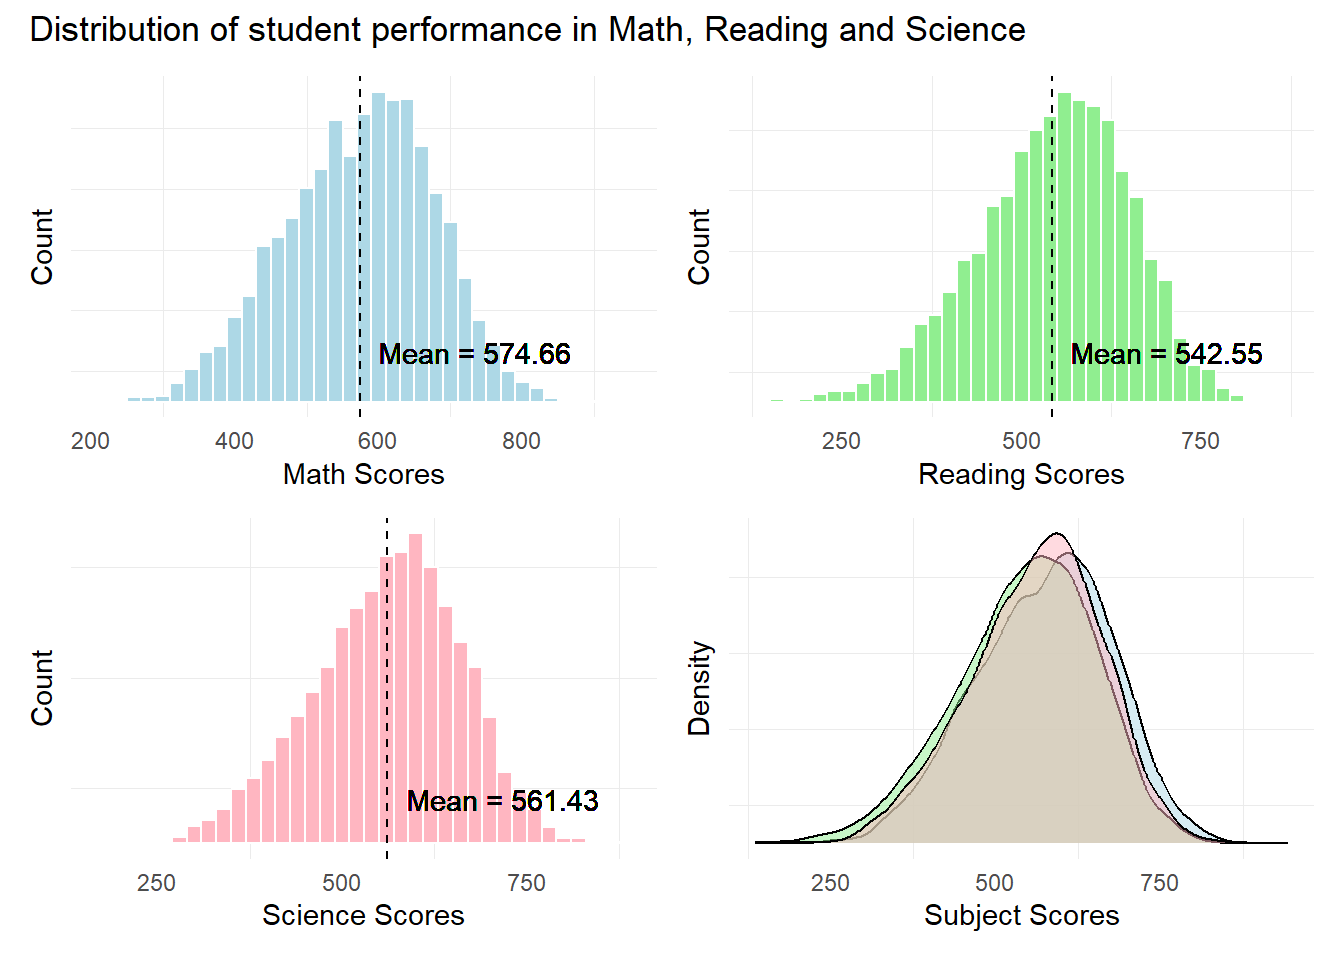 Distribution of student performance in Math, Reading and Science
Count
Mean = 574.66
200 400 600 800
Math Scores
Count
Mean = 542.55
250 500 750
Reading Scores
Count
Mean = 561.43
250 500 750
Science Scores
Density
250 500 750
Subject Scores